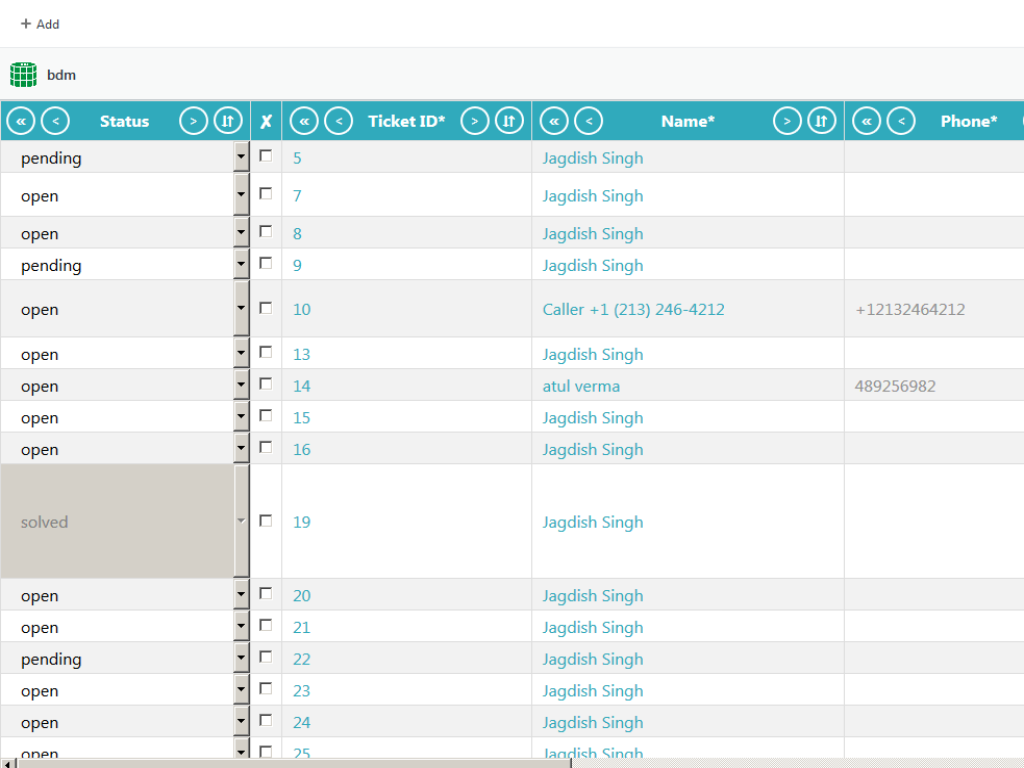 + Add
bdm
« < Status > ✗ « < Ticket ID* > « < Name* > « < Phone*
pending 5 Jagdish Singh
open 7 Jagdish Singh
open 8 Jagdish Singh
pending 9 Jagdish Singh
open 10 Caller +1 (213) 246-4212 +12132464212
open 13 Jagdish Singh
open 14 atul verma 489256982
open 15 Jagdish Singh
open 16 Jagdish Singh
solved 19 Jagdish Singh
open 20 Jagdish Singh
open 21 Jagdish Singh
pending 22 Jagdish Singh
open 23 Jagdish Singh
open 24 Jagdish Singh
open 25 Jagdish Singh